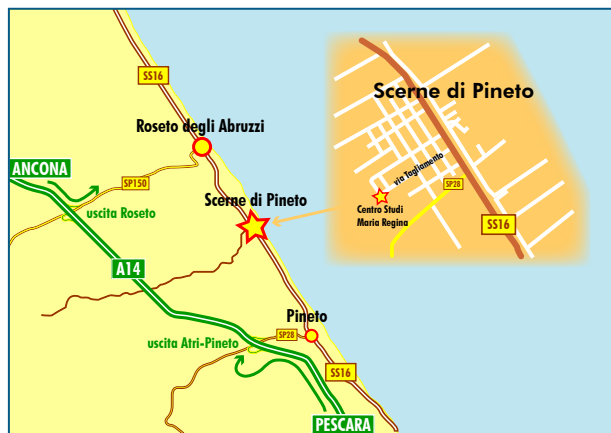 SS16
Scerne di Pineto
Roseto degli Abruzzi
ANCONA
SP150
via Tagliamento
SP28
Scerne di Pineto
uscita Roseto
Centro Studi
Maria Regina
SS16
A14
Pineto
SP28
uscita Atri-Pineto
SS16
PESCARA